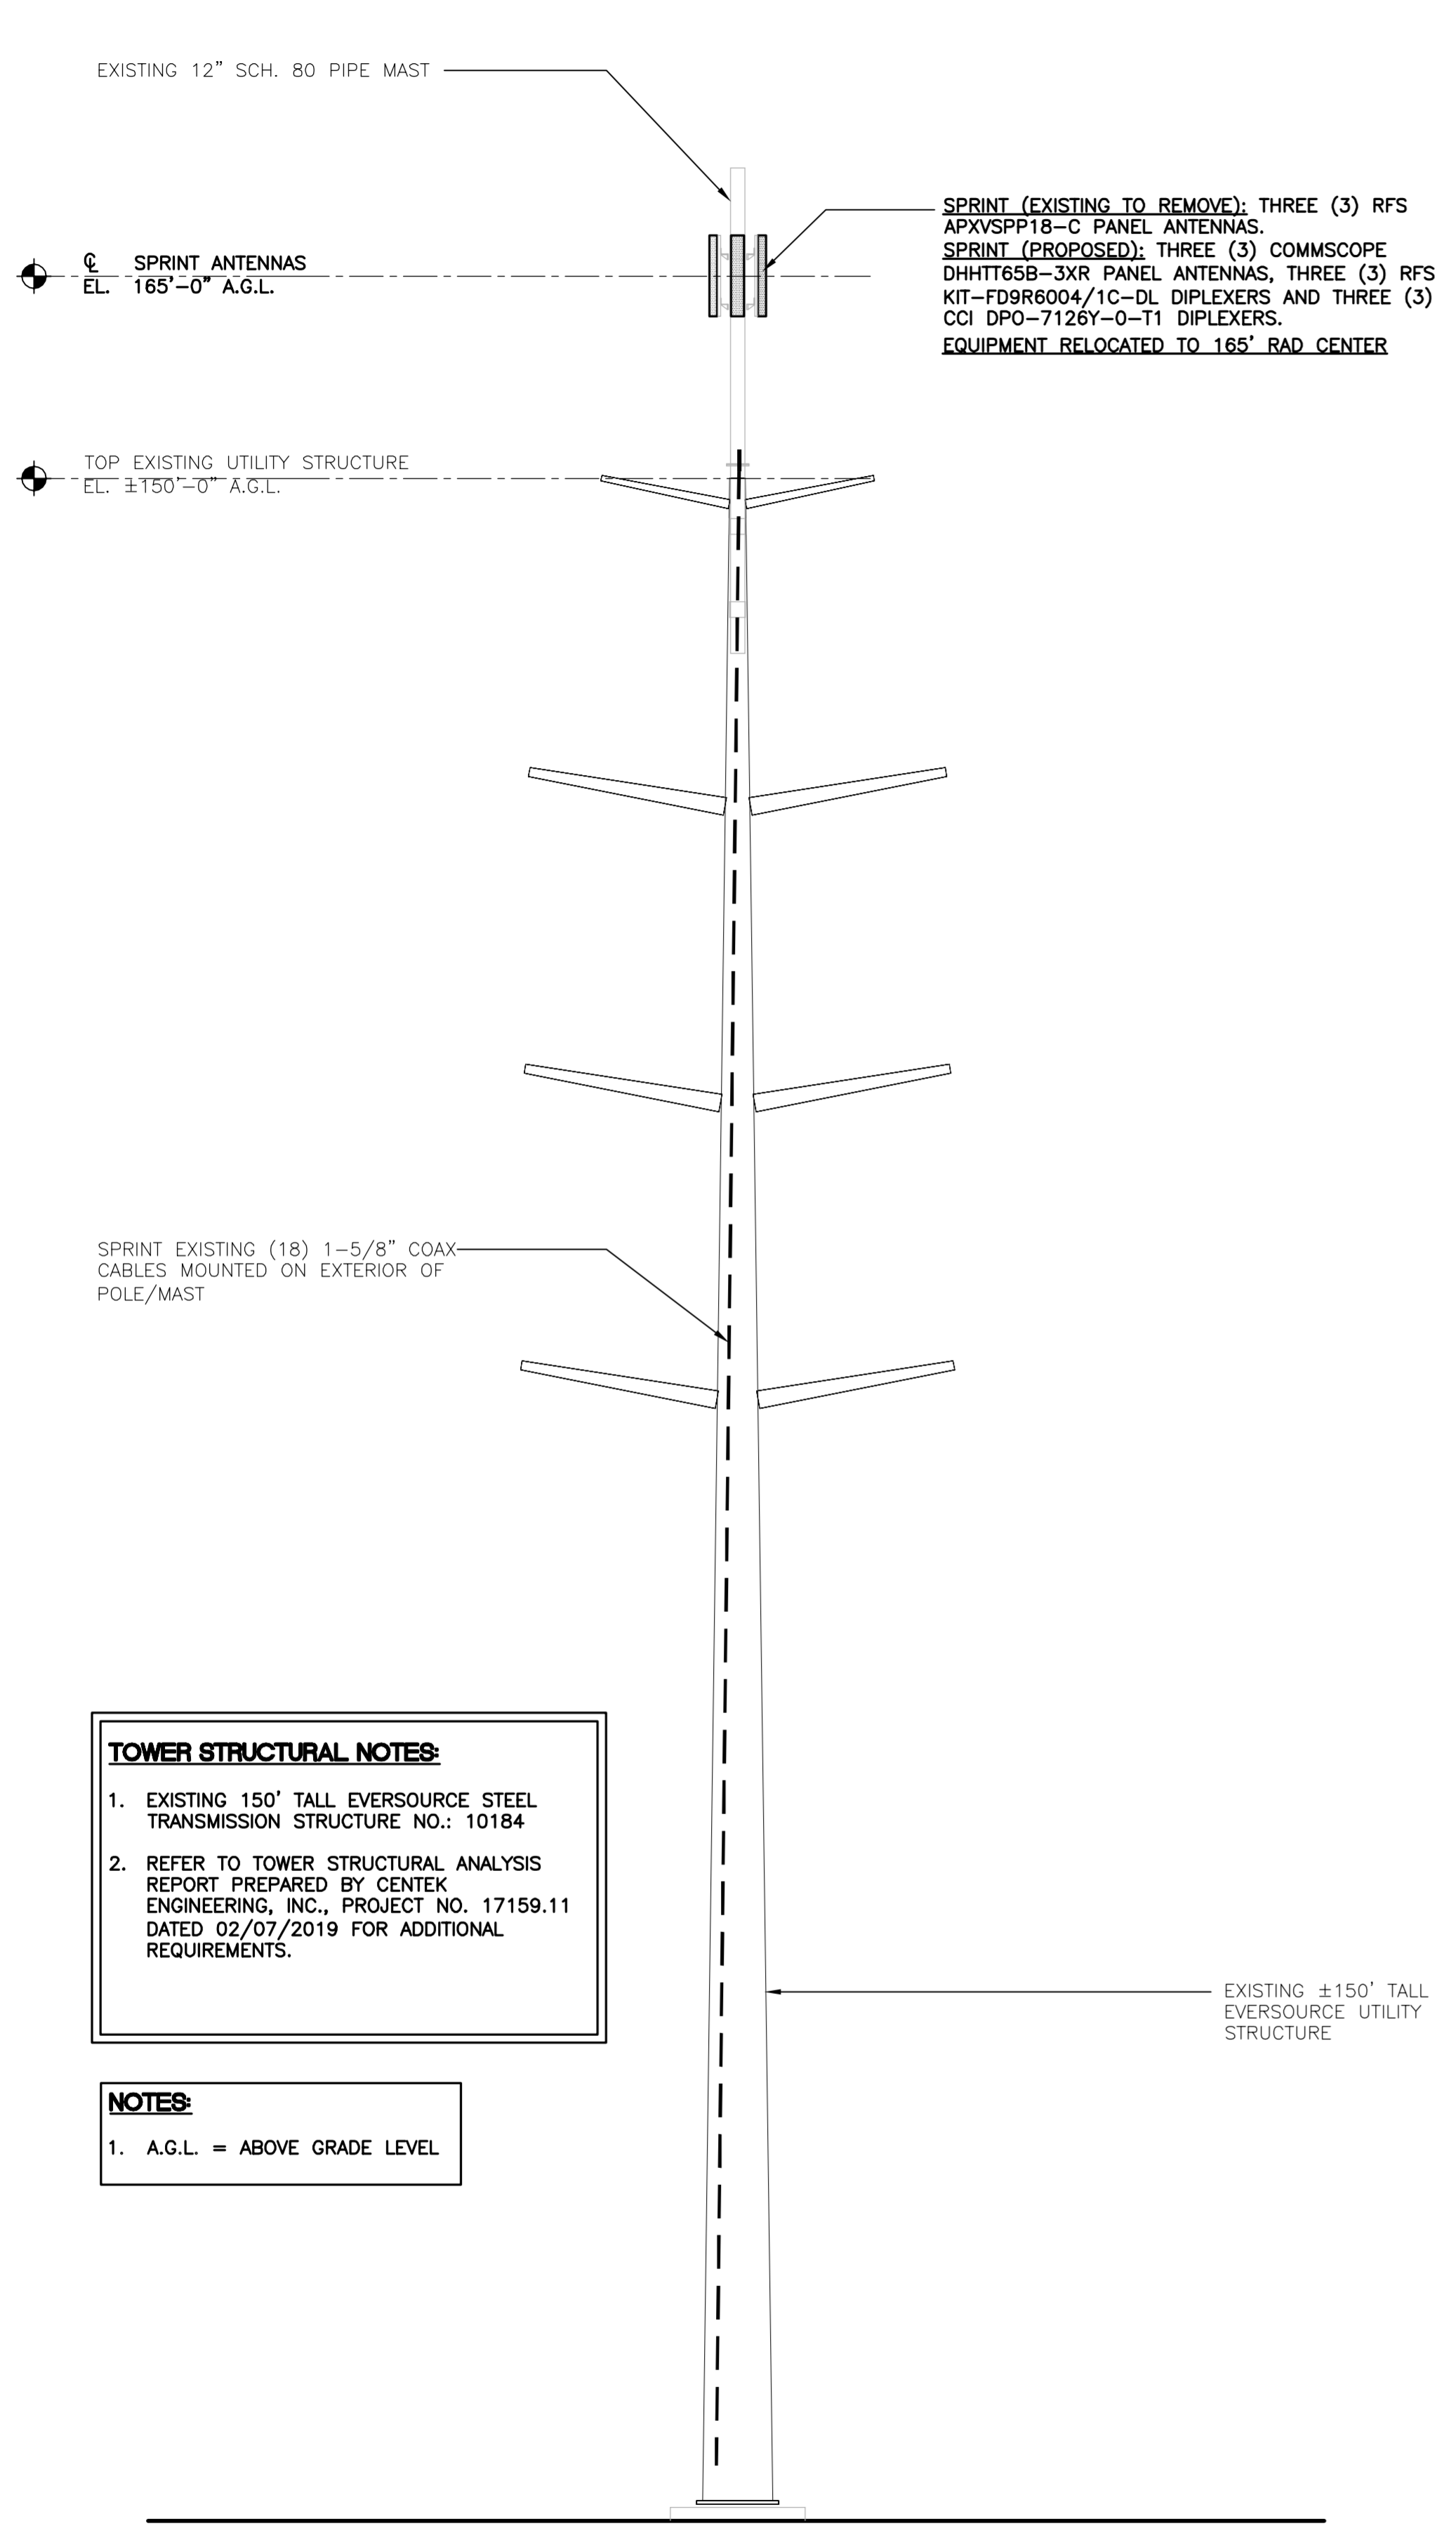 EXISTING 12” SCH. 80 PIPE MAST
SPRINT (EXISTING TO REMOVE): THREE (3) RFS
APXVSPP18-C PANEL ANTENNAS.
SPRINT (PROPOSED): THREE (3) COMMSCOPE
DHHTT65B-3XR PANEL ANTENNAS, THREE (3) RFS
KIT-FD9R6004/1C-DL DIPLEXERS AND THREE (3)
CCI DPO-7126Y-0-T1 DIPLEXERS.
EQUIPMENT RELOCATED TO 165’ RAD CENTER
℄ SPRINT ANTENNAS
EL. 165’-0” A.G.L.
TOP EXISTING UTILITY STRUCTURE
EL. ±150’-0” A.G.L.
SPRINT EXISTING (18) 1-5/8” COAX
CABLES MOUNTED ON EXTERIOR OF
POLE/MAST
TOWER STRUCTURAL NOTES:
1. EXISTING 150’ TALL EVERSOURCE STEEL
TRANSMISSION STRUCTURE NO.: 10184
2. REFER TO TOWER STRUCTURAL ANALYSIS
REPORT PREPARED BY CENTEK
ENGINEERING, INC., PROJECT NO. 17159.11
DATED 02/07/2019 FOR ADDITIONAL
REQUIREMENTS.
EXISTING ±150’ TALL
EVERSOURCE UTILITY
STRUCTURE
NOTES:
1. A.G.L. = ABOVE GRADE LEVEL